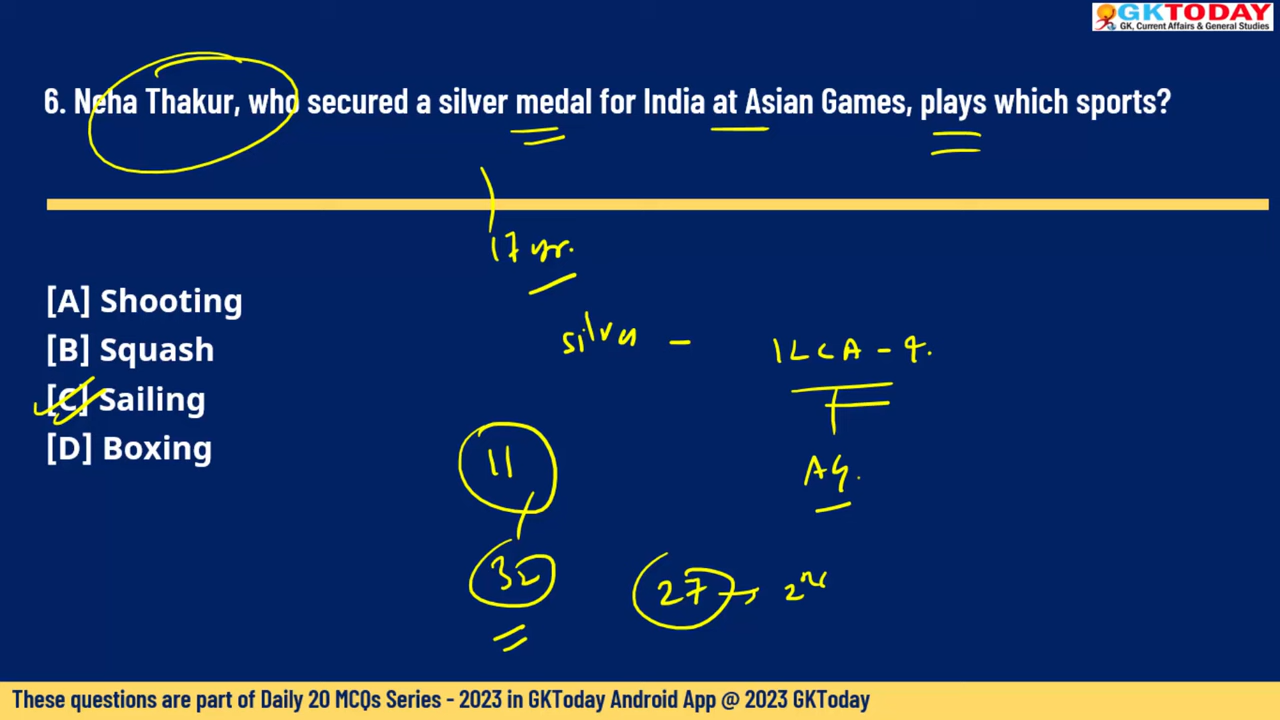 GKTODAY
GK, Current Affairs & General Studies
6. Neha Thakur, who secured a silver medal for India at Asian Games, plays which sports?
17 yr.
[A] Shooting
silver - ILCA - 4.
[B] Squash
[C] Sailing
[D] Boxing
11
AG.
32
27 → 2nd
These questions are part of Daily 20 MCQs Series - 2023 in GKToday Android App @ 2023 GKToday